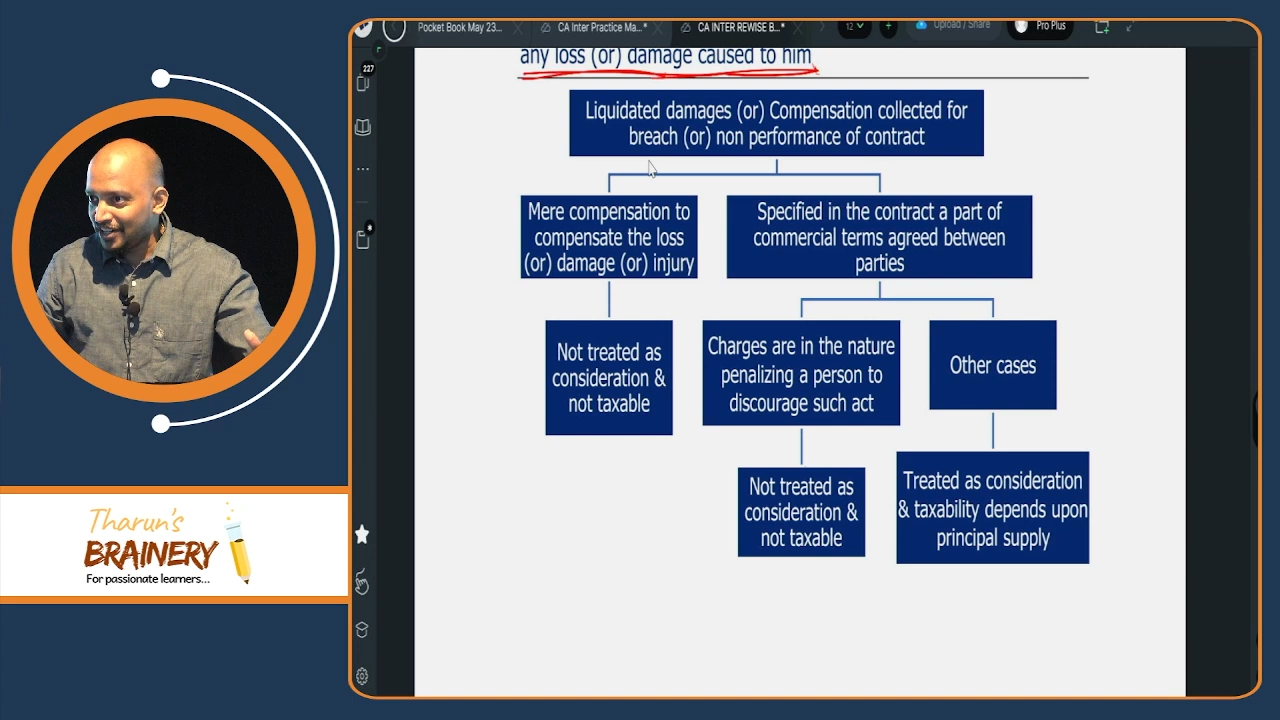 Pocket Book May 23...
CA Inter Practice Ma...*
CA INTER REWISE B...*
12
Upload / Share
Pro Plus
227
any loss (or) damage caused to him
Liquidated damages (or) Compensation collected for
breach (or) non performance of contract
Mere compensation to
compensate the loss
(or) damage (or) injury
Specified in the contract a part of
commercial terms agreed between
parties
Not treated as
consideration &
not taxable
Charges are in the nature
penalizing a person to
discourage such act
Other cases
Not treated as
consideration &
not taxable
Treated as consideration
& taxability depends upon
principal supply
Tharun's
BRAINERY
For passionate learners...